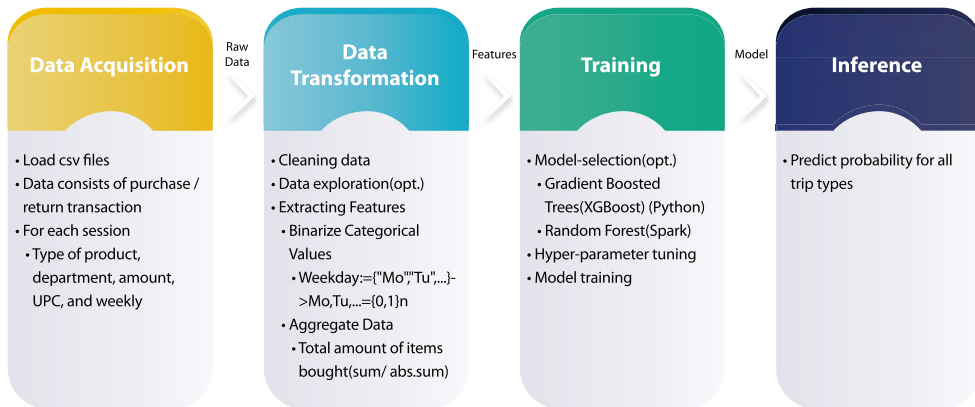 Data Acquisition
• Load csv files
• Data consists of purchase /
return transaction
• For each session
• Type of product,
department, amount,
UPC, and weekly
Raw
Data
Data
Transformation
• Cleaning data
• Data exploration(opt.)
• Extracting Features
• Binarize Categorical
Values
• Weekday:={"Mo","Tu",...}-
>Mo,Tu,...={0,1}n
• Aggregate Data
• Total amount of items
bought(sum/ abs.sum)
Features
Training
• Model-selection(opt.)
• Gradient Boosted
Trees(XGBoost) (Python)
• Random Forest(Spark)
• Hyper-parameter tuning
• Model training
Model
Inference
• Predict probability for all
trip types